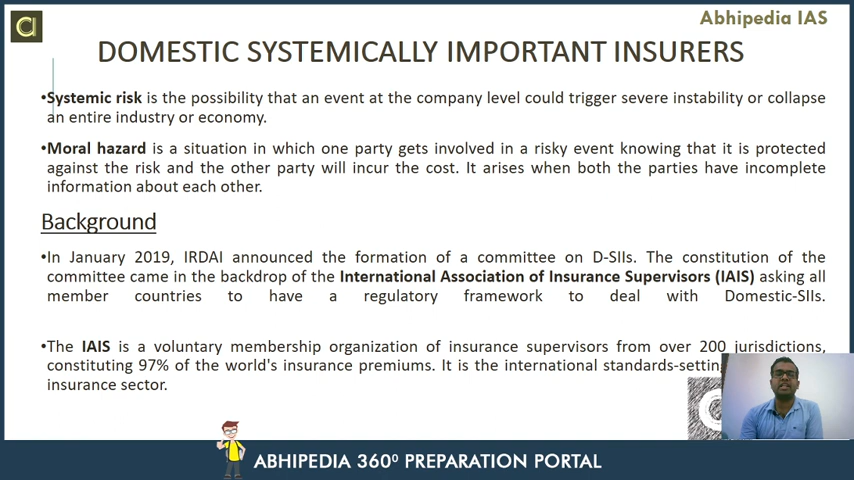 Abhipedia IAS
DOMESTIC SYSTEMICALLY IMPORTANT INSURERS
•Systemic risk is the possibility that an event at the company level could trigger severe instability or collapse
an entire industry or economy.
•Moral hazard is a situation in which one party gets involved in a risky event knowing that it is protected
against the risk and the other party will incur the cost. It arises when both the parties have incomplete
information about each other.
Background
•In January 2019, IRDAI announced the formation of a committee on D-SIIs. The constitution of the
committee came in the backdrop of the International Association of Insurance Supervisors (IAIS) asking all
member countries to have a regulatory framework to deal with Domestic-SIIs.
•The IAIS is a voluntary membership organization of insurance supervisors from over 200 jurisdictions,
constituting 97% of the world's insurance premiums. It is the international standards-setting
insurance sector.
ABHIPEDIA 360⁰ PREPARATION PORTAL